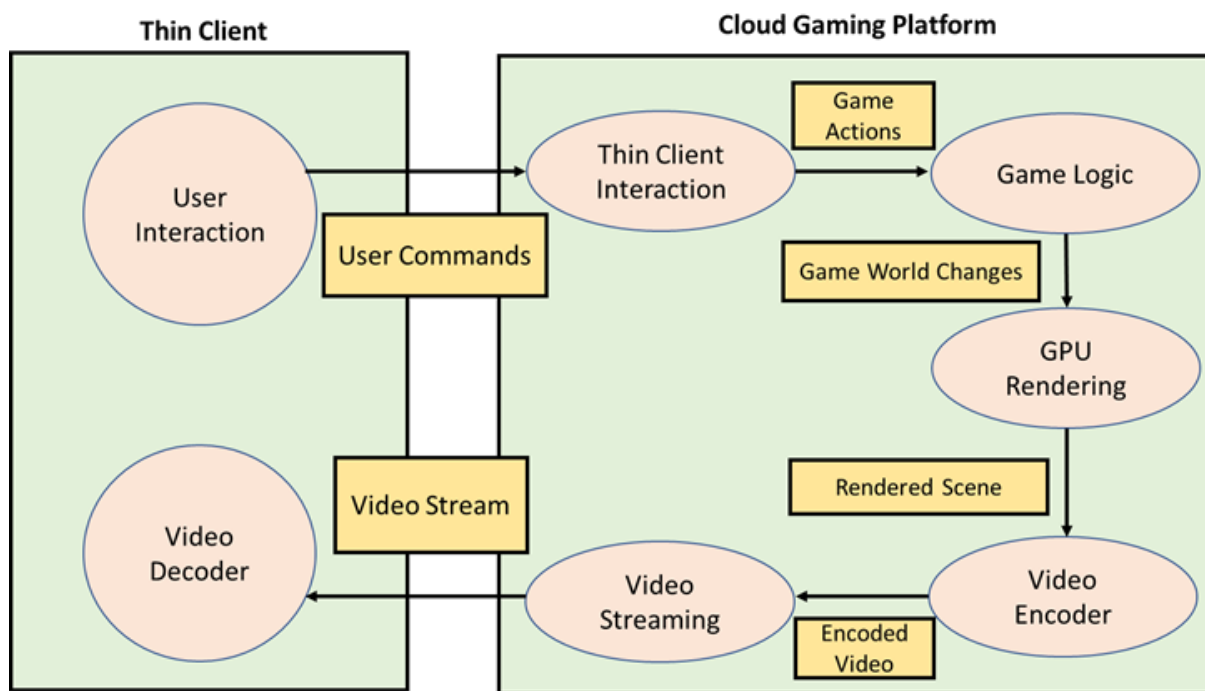 Thin Client
Cloud Gaming Platform
User
Interaction
User Commands
Thin Client
Interaction
Game
Actions
Game Logic
Game World Changes
GPU
Rendering
Rendered Scene
Video
Encoder
Encoded
Video
Video
Streaming
Video Stream
Video
Decoder